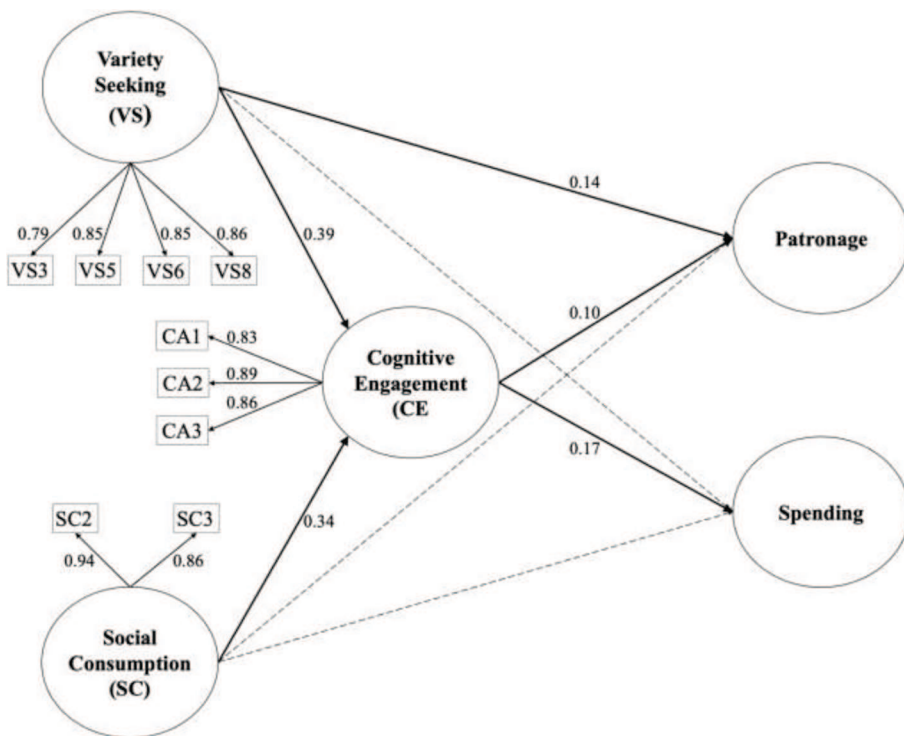 Variety
Seeking
(VS)
0.14
Patronage
0.79
0.85
0.85
0.86
0.39
VS3
VS5
VS6
VS8
0.10
CA1
0.83
Cognitive
Engagement
(CE
CA2
0.89
CA3
0.86
0.17
SC2
SC3
0.34
Spending
0.94
0.86
Social
Consumption
(SC)